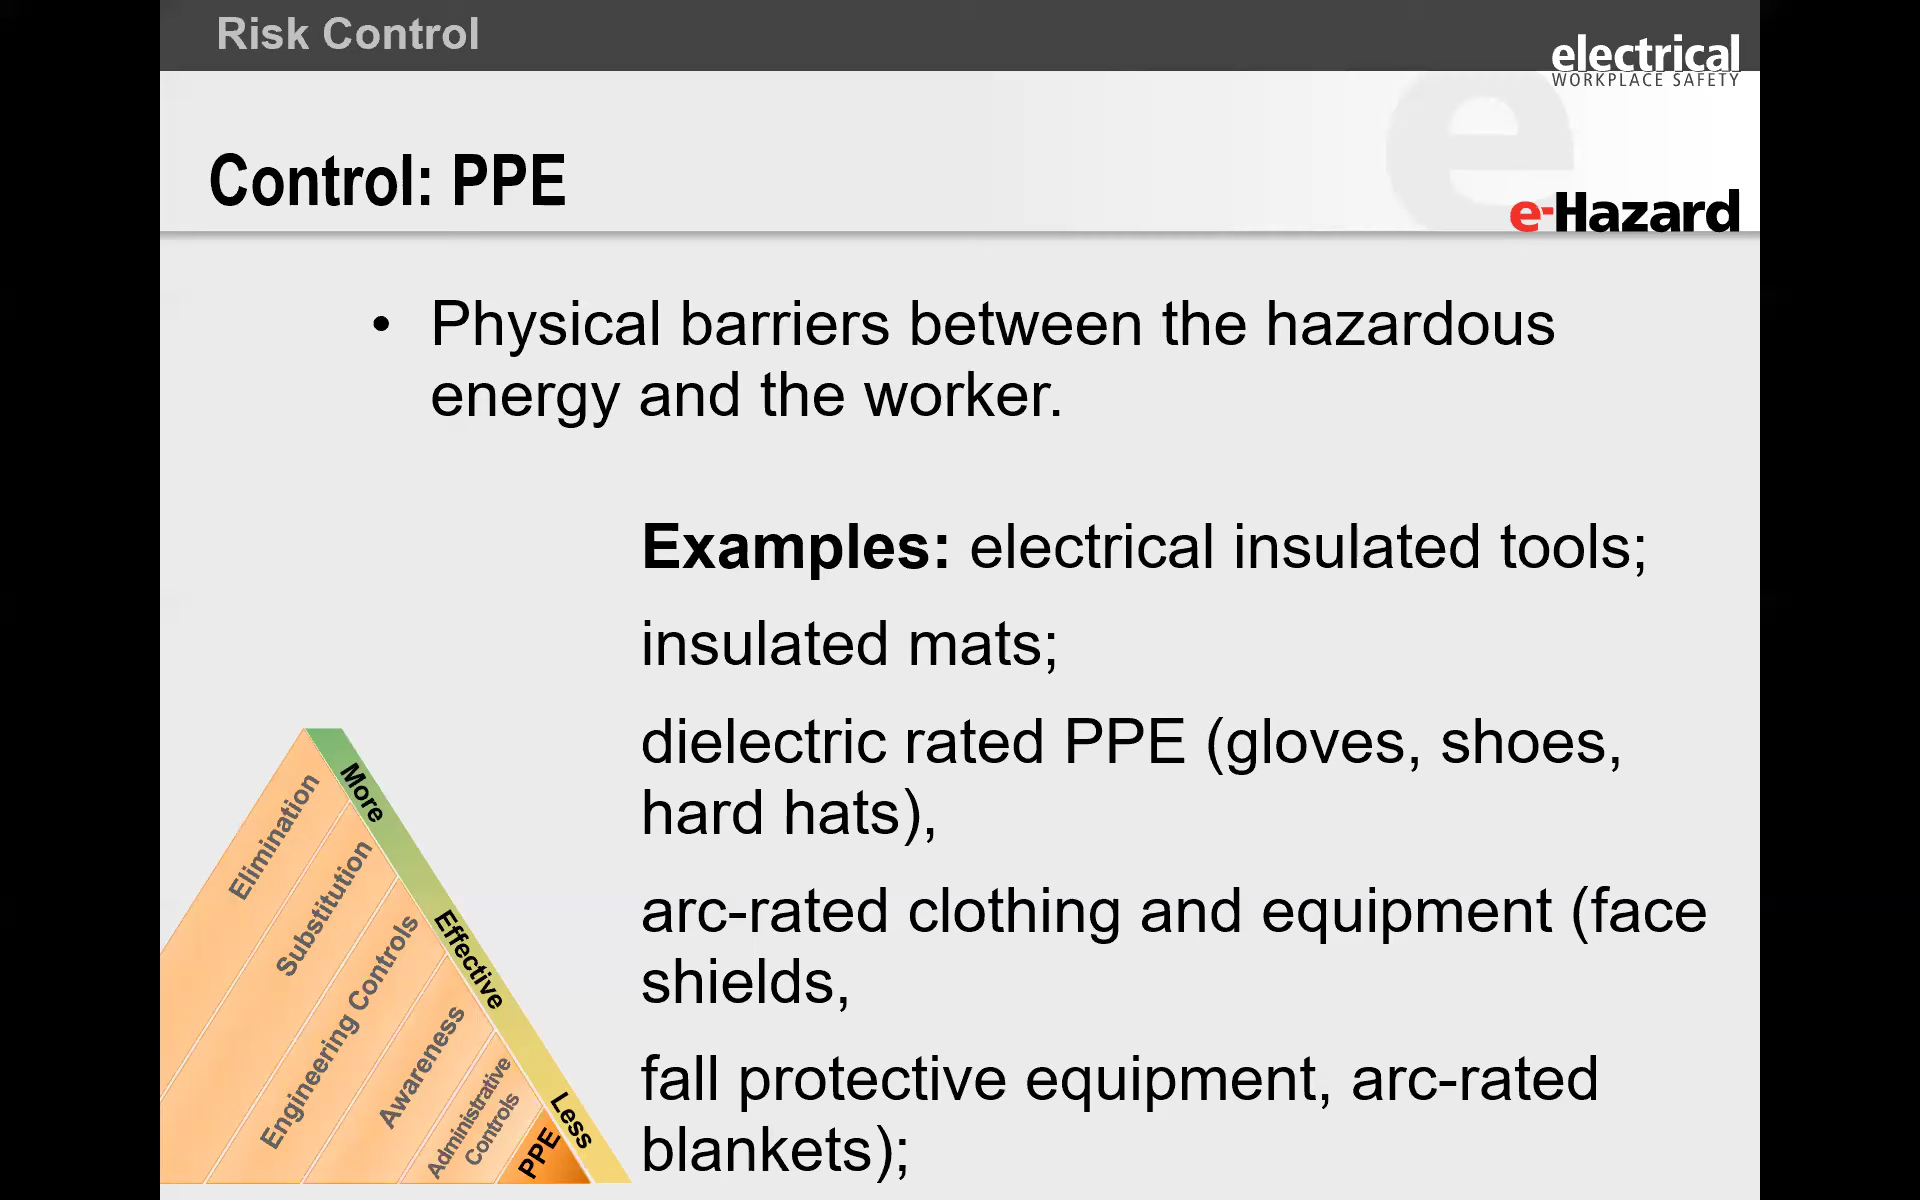 Risk Control
electrical
WORKPLACE SAFETY
Control: PPE
e-Hazard
• Physical barriers between the hazardous
energy and the worker.
Examples: electrical insulated tools;
insulated mats;
dielectric rated PPE (gloves, shoes,
hard hats),
arc-rated clothing and equipment (face
shields,
fall protective equipment, arc-rated
blankets);
More
Effective
Less
Elimination
Substitution
Engineering Controls
Awareness
Administrative
Controls
PPE